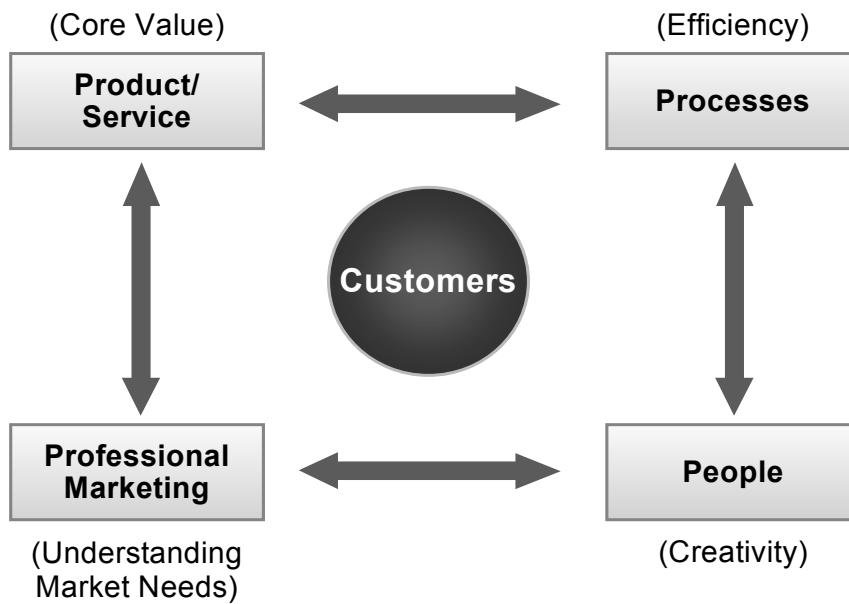 (Core Value)
Product/
Service
(Efficiency)
Processes
Customers
Professional
Marketing
(Understanding
Market Needs)
People
(Creativity)